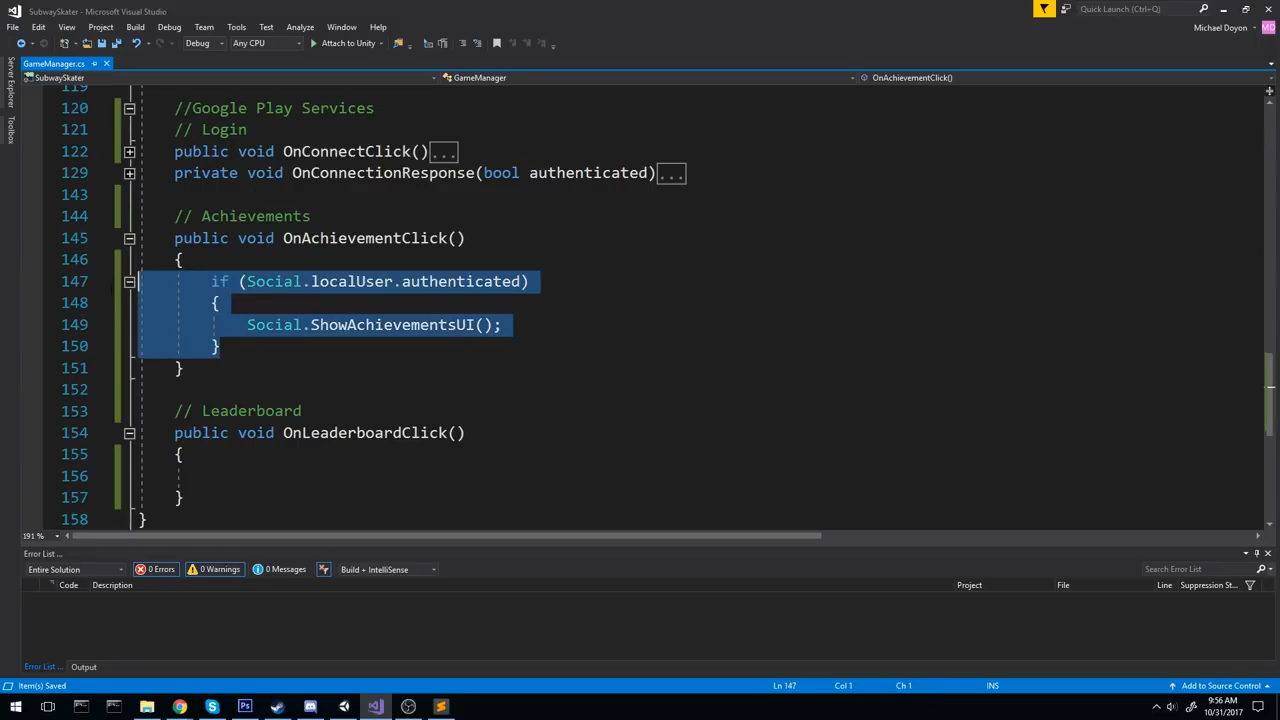 SubwaySkater - Microsoft Visual Studio
Quick Launch (Ctrl+Q)
File Edit View Project Build Debug Team Tools Test Analyze Window Help
Michael Doyon
MD
Debug
Any CPU
Attach to Unity
Server Explorer
Toolbox
GameManager.cs
SubwaySkater
GameManager
OnAchievementClick()
119
120 //Google Play Services
121 // Login
122 public void OnConnectClick()...
129 private void OnConnectionResponse(bool authenticated)...
143
144 // Achievements
145 public void OnAchievementClick()
146 {
147 if (Social.localUser.authenticated)
148 {
149 Social.ShowAchievementsUI();
150 }
151 }
152
153 // Leaderboard
154 public void OnLeaderboardClick()
155 {
156
157 }
158 }
191 %
Error List ...
Entire Solution
0 Errors
0 Warnings
0 Messages
Build + IntelliSense
Search Error List
Code Description Project File Line Suppression St...
Error List ... Output
Item(s) Saved
Ln 147 Col 1 Ch 1 INS
Add to Source Control
9:56 AM
10/31/2017